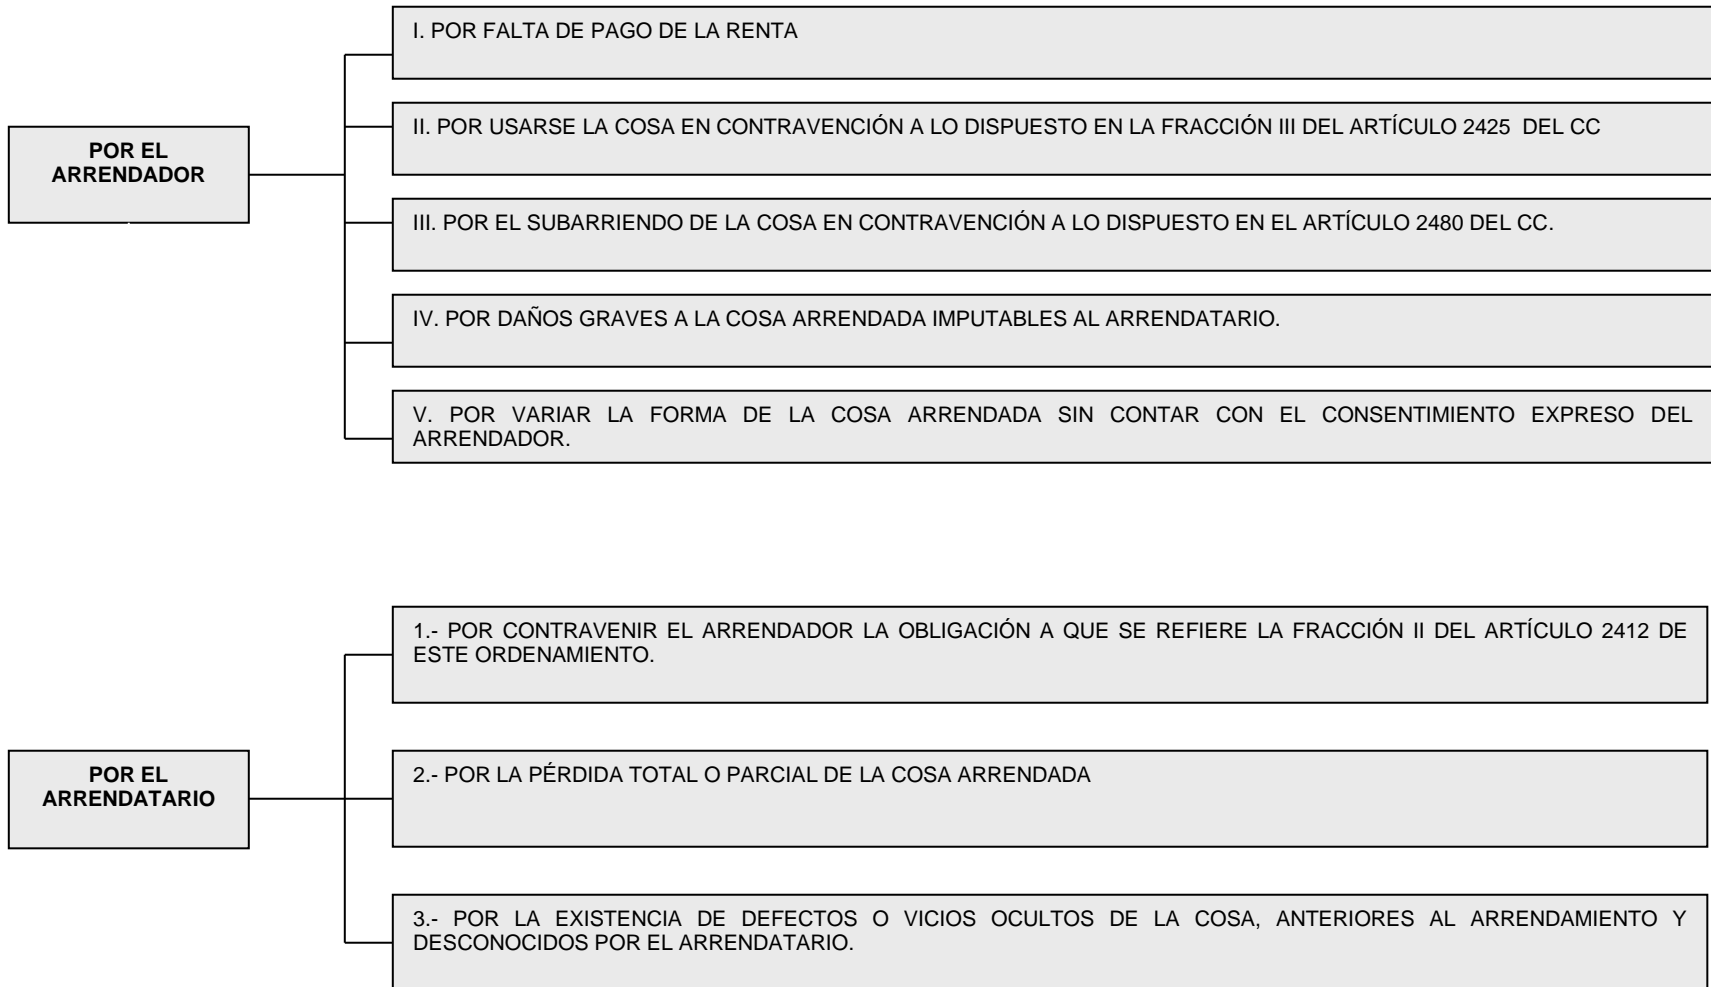 I. POR FALTA DE PAGO DE LA RENTA
II. POR USARSE LA COSA EN CONTRAVENCIÓN A LO DISPUESTO EN LA FRACCIÓN III DEL ARTÍCULO 2425 DEL CC
POR EL
ARRENDADOR
III. POR EL SUBARRIENDO DE LA COSA EN CONTRAVENCIÓN A LO DISPUESTO EN EL ARTÍCULO 2480 DEL CC.
IV. POR DAÑOS GRAVES A LA COSA ARRENDADA IMPUTABLES AL ARRENDATARIO.
V. POR VARIAR LA FORMA DE LA COSA ARRENDADA SIN CONTAR CON EL CONSENTIMIENTO EXPRESO DEL
ARRENDADOR.
1.- POR CONTRAVENIR EL ARRENDADOR LA OBLIGACIÓN A QUE SE REFIERE LA FRACCIÓN II DEL ARTÍCULO 2412 DE
ESTE ORDENAMIENTO.
POR EL
ARRENDATARIO
2.- POR LA PÉRDIDA TOTAL O PARCIAL DE LA COSA ARRENDADA
3.- POR LA EXISTENCIA DE DEFECTOS O VICIOS OCULTOS DE LA COSA, ANTERIORES AL ARRENDAMIENTO Y
DESCONOCIDOS POR EL ARRENDATARIO.